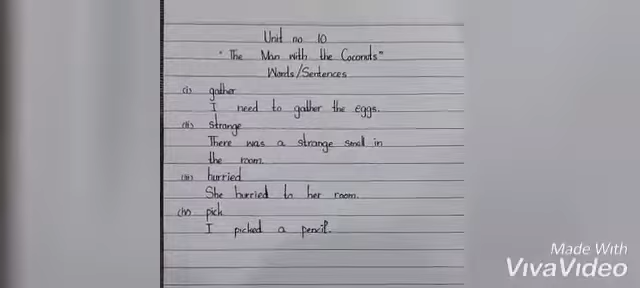 Unit no 10
"The Man with the Coconuts"
Words/Sentences
(i) gather
I need to gather the eggs.
(ii) strange
There was a strange smell in
the room.
(iii) hurried
She hurried to her room.
(iv) pick
I picked a pencil.
Made With
VivaVideo